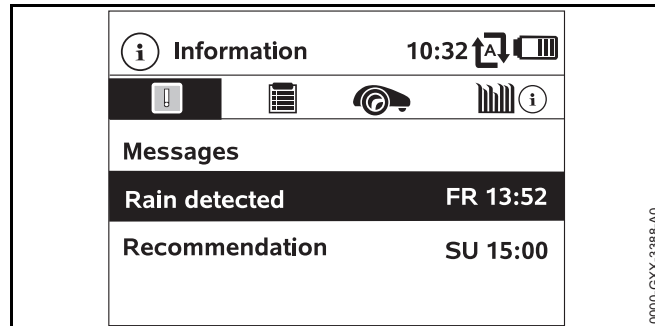 i Information 10:32 A
i
Messages
Rain detected FR 13:52
Recommendation SU 15:00
0000-GXX-3388-A0